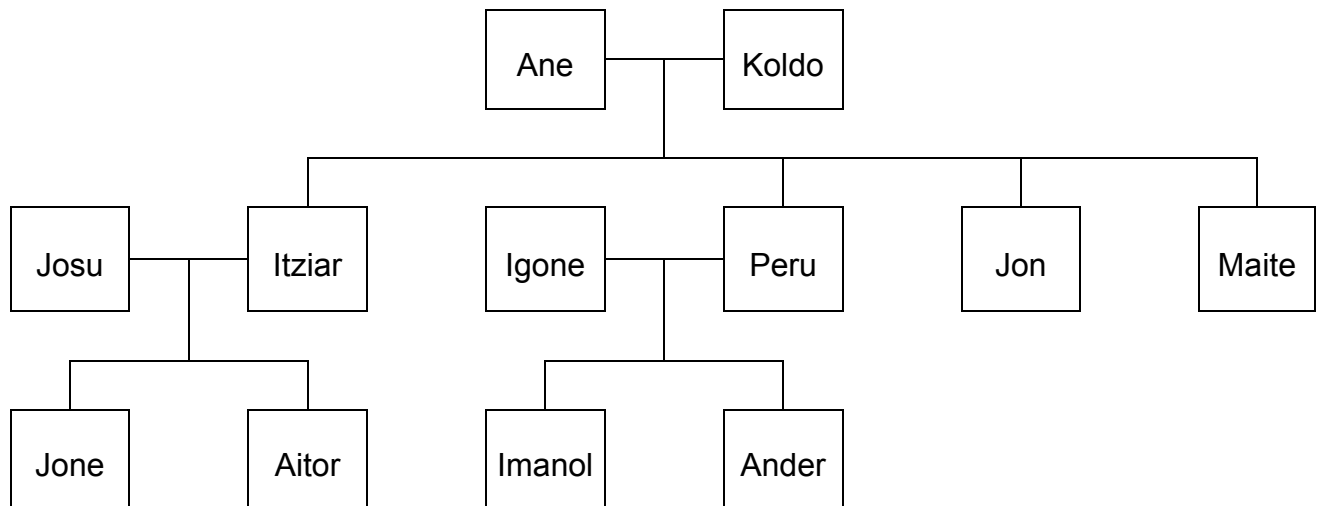 Ane Koldo
Josu Itziar Igone Peru Jon Maite
Jone Aitor Imanol Ander